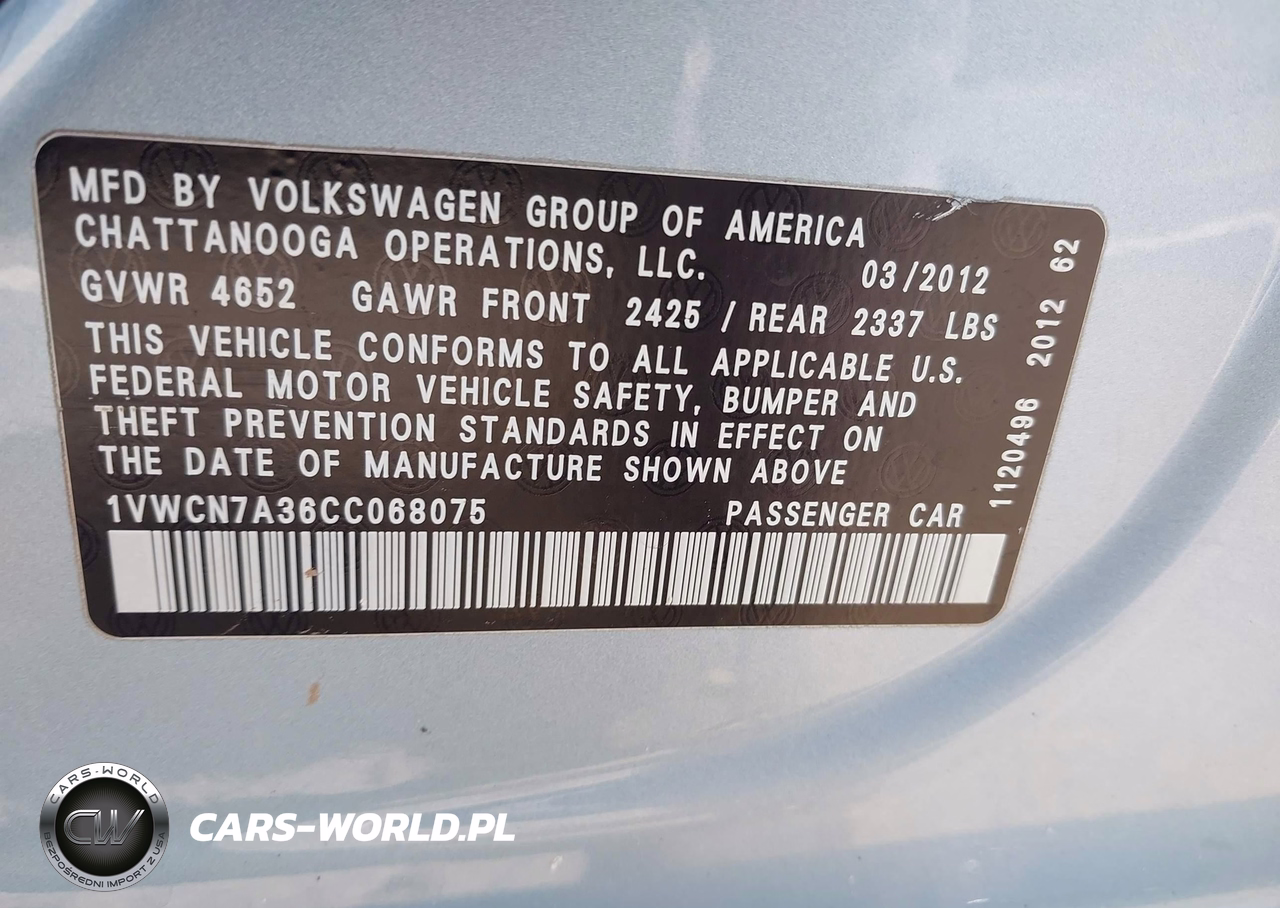 MFD BY VOLKSWAGEN GROUP OF AMERICA
CHATTANOOGA OPERATIONS, LLC.
03/2012
GVWR 4652 GAWR FRONT 2425 / REAR 2337 LBS
THIS VEHICLE CONFORMS TO ALL APPLICABLE U.S.
FEDERAL MOTOR VEHICLE SAFETY, BUMPER AND
THEFT PREVENTION STANDARDS IN EFFECT ON
THE DATE OF MANUFACTURE SHOWN ABOVE
1VWCN7A36CC068075 PASSENGER CAR
1120496 2012 62
CARS-WORLD
CW
BEZPOŚREDNI IMPORT Z USA
CARS-WORLD.PL